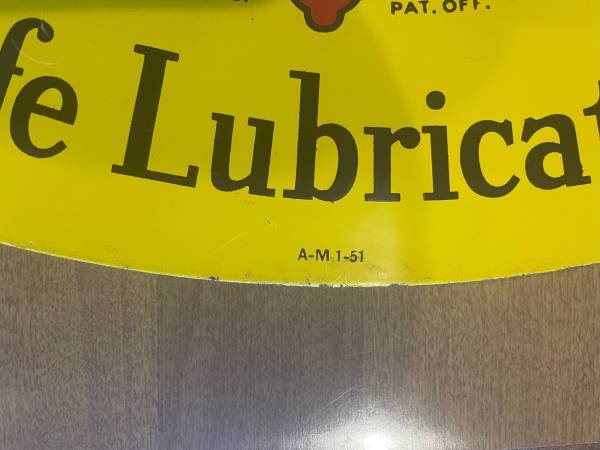 PAT. OFF.
fe Lubricat
A-M 1-51